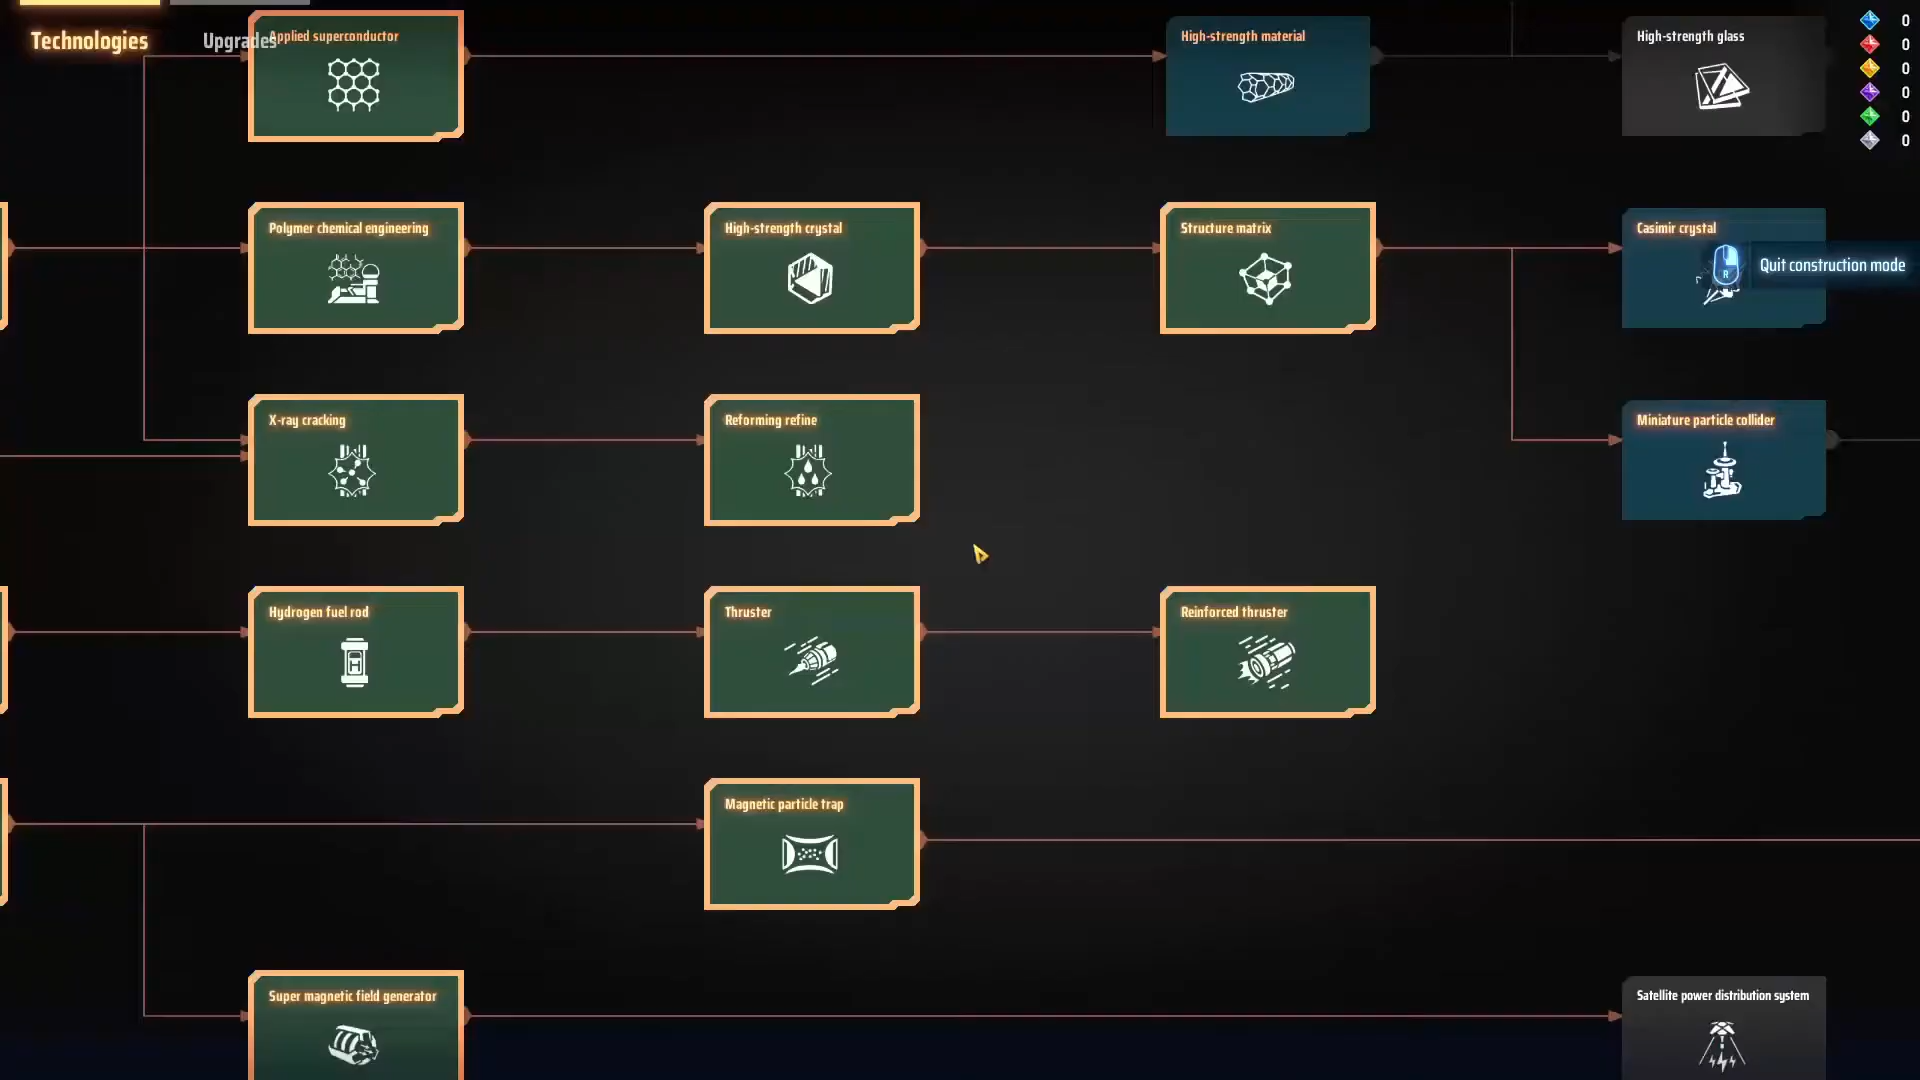 Technologies
Upgrades
Applied superconductor
High-strength material
High-strength glass
0
0
0
0
0
0
Polymer chemical engineering
High-strength crystal
Structure matrix
Casimir crystal
R
Quit construction mode
X-ray cracking
Reforming refine
Miniature particle collider
Hydrogen fuel rod
H
Thruster
Reinforced thruster
Magnetic particle trap
Super magnetic field generator
Satellite power distribution system